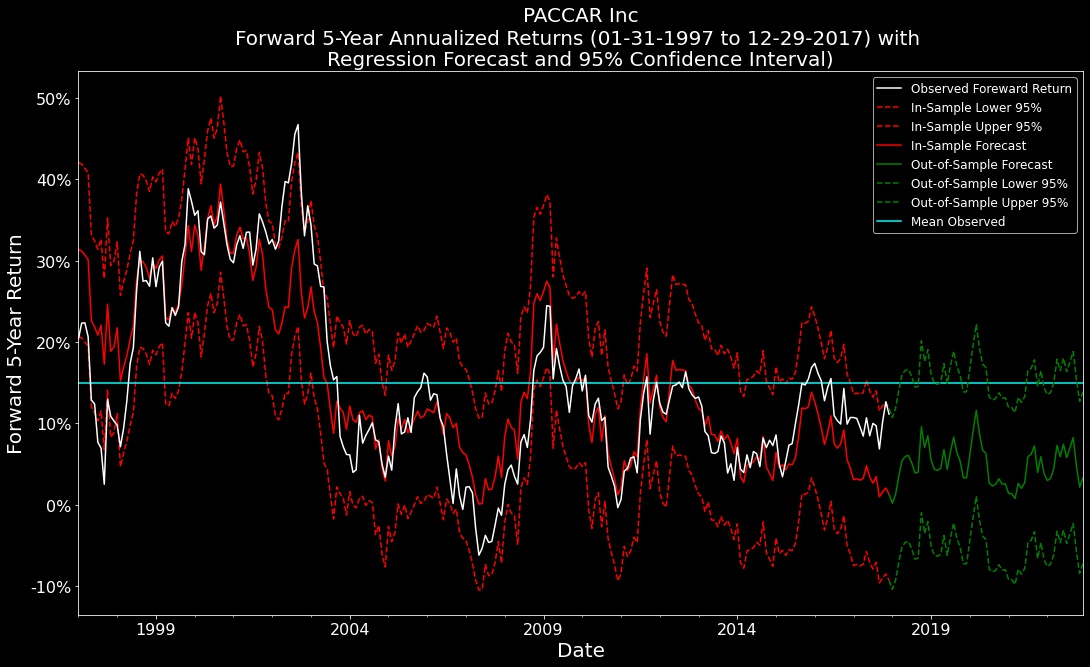 PACCAR Inc
Forward 5-Year Annualized Returns (01-31-1997 to 12-29-2017) with
Regression Forecast and 95% Confidence Interval)
Observed Foreward Return
In-Sample Lower 95%
In-Sample Upper 95%
In-Sample Forecast
Out-of-Sample Forecast
Out-of-Sample Lower 95%
Out-of-Sample Upper 95%
Mean Observed
Forward 5-Year Return
50%
40%
30%
20%
10%
0%
-10%
1999
2004
2009
2014
2019
Date